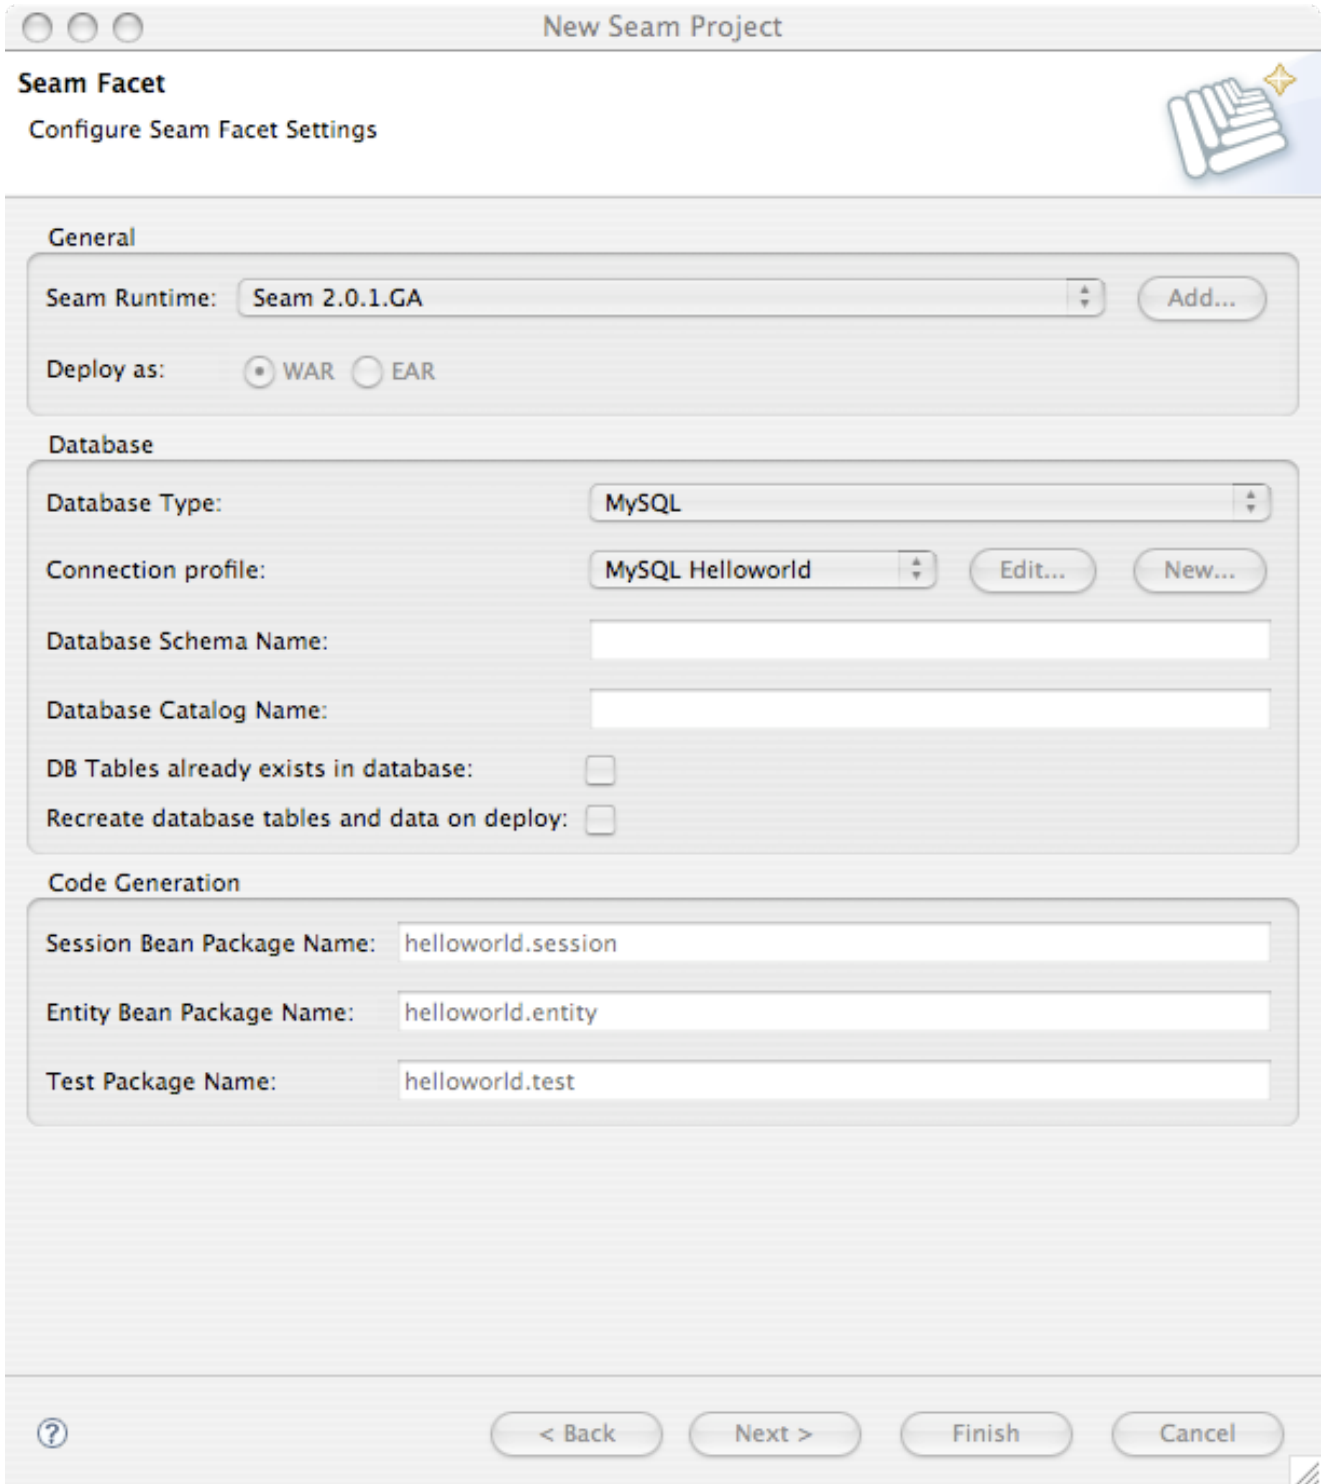 New Seam Project
Seam Facet
Configure Seam Facet Settings
General
Seam Runtime: Seam 2.0.1.GA Add...
Deploy as: WAR EAR
Database
Database Type: MySQL
Connection profile: MySQL Helloworld Edit... New...
Database Schema Name:
Database Catalog Name:
DB Tables already exists in database:
Recreate database tables and data on deploy:
Code Generation
Session Bean Package Name: helloworld.session
Entity Bean Package Name: helloworld.entity
Test Package Name: helloworld.test
? < Back Next > Finish Cancel